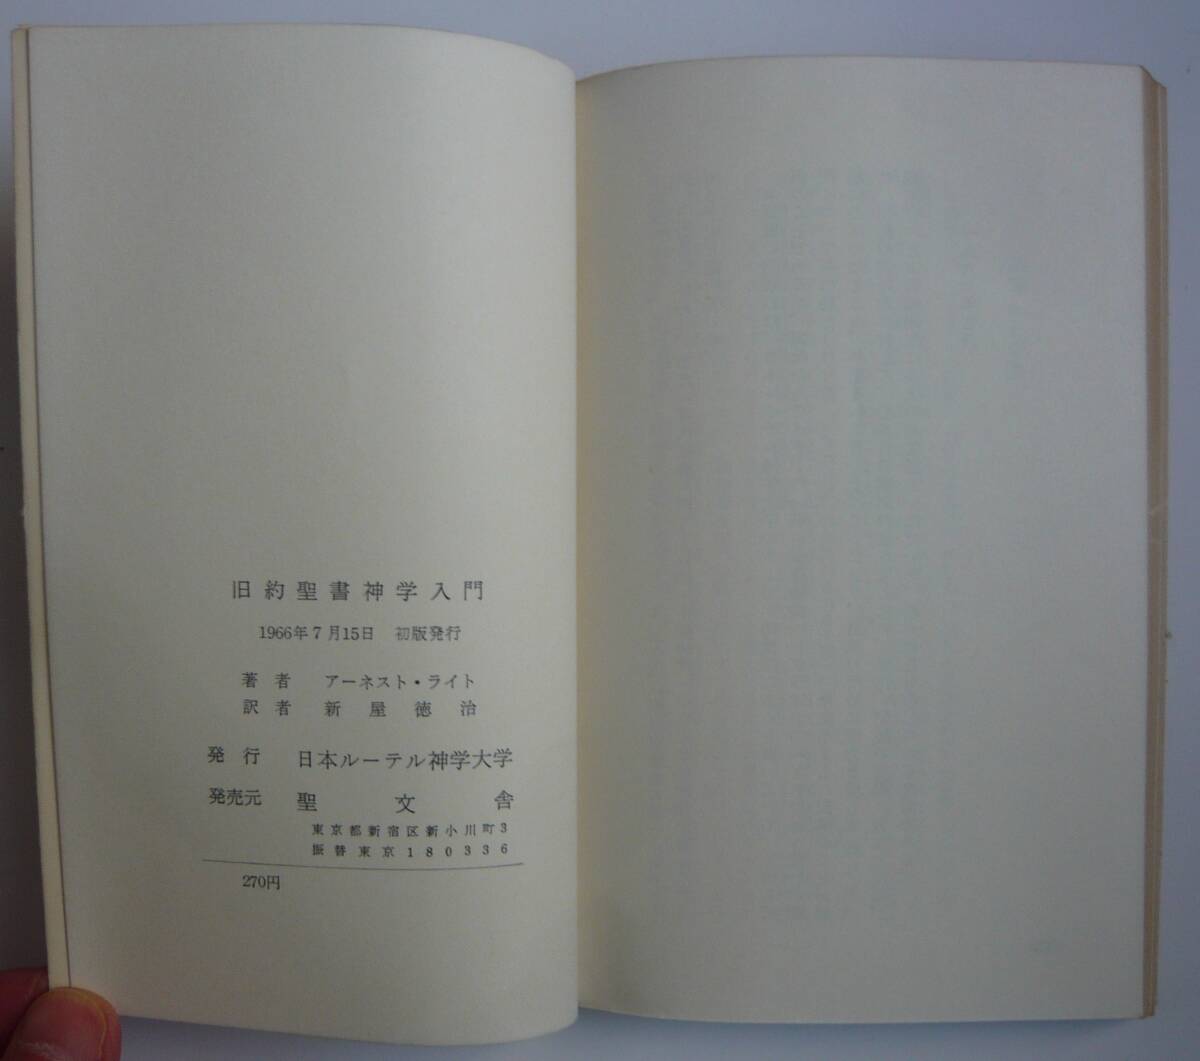 旧約聖書神学入門
1966年7月15日 初版発行
著者 アーネスト・ライト
訳者 新屋徳治
発行 日本ルーテル神学大学
発売元 聖文舎
東京都新宿区新小川町3
振替東京180336
270円